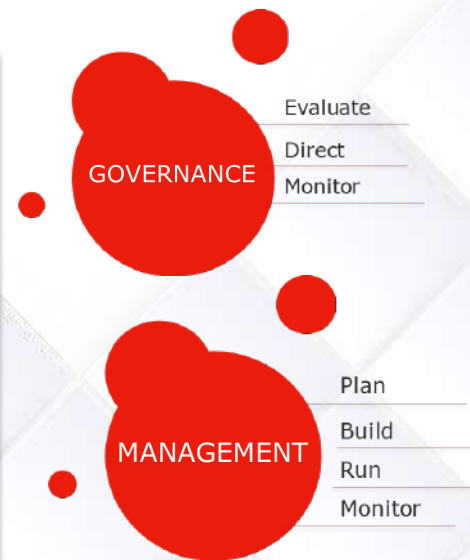 GOVERNANCE
Evaluate
Direct
Monitor
MANAGEMENT
Plan
Build
Run
Monitor